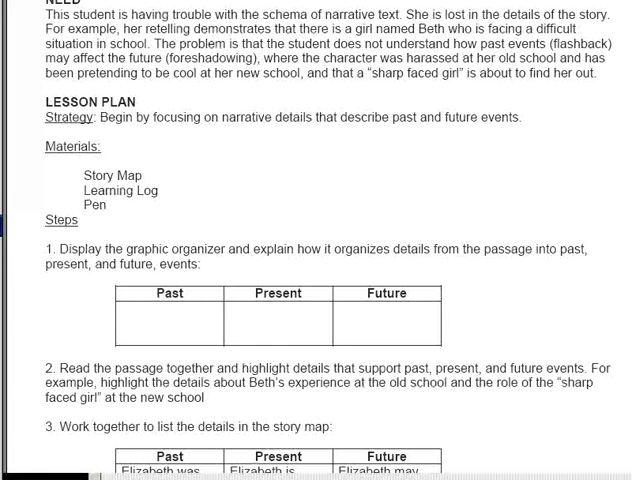 NEED
This student is having trouble with the schema of narrative text. She is lost in the details of the story.
For example, her retelling demonstrates that there is a girl named Beth who is facing a difficult
situation in school. The problem is that the student does not understand how past events (flashback)
may affect the future (foreshadowing), where the character was harassed at her old school and has
been pretending to be cool at her new school, and that a “sharp faced girl” is about to find her out.
LESSON PLAN
Strategy: Begin by focusing on narrative details that describe past and future events.
Materials:
Story Map
Learning Log
Pen
Steps
1. Display the graphic organizer and explain how it organizes details from the passage into past,
present, and future, events:
Past Present Future
2. Read the passage together and highlight details that support past, present, and future events. For
example, highlight the details about Beth’s experience at the old school and the role of the “sharp
faced girl” at the new school
3. Work together to list the details in the story map:
Past Present Future
Elizabeth was Elizabeth is Elizabeth may